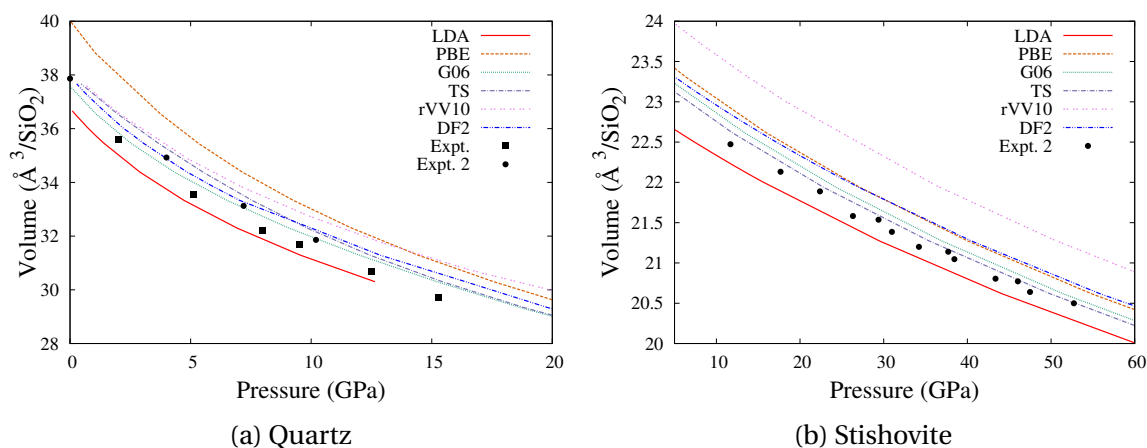 40
38
36
34
32
30
28
0
5
10
15
20
Volume (Å ³/SiO₂)
Pressure (GPa)
LDA
PBE
G06
TS
rVV10
DF2
Expt.
Expt. 2
(a) Quartz
24
23.5
23
22.5
22
21.5
21
20.5
20
10
20
30
40
50
60
Volume (Å ³/SiO₂)
Pressure (GPa)
LDA
PBE
G06
TS
rVV10
DF2
Expt. 2
(b) Stishovite